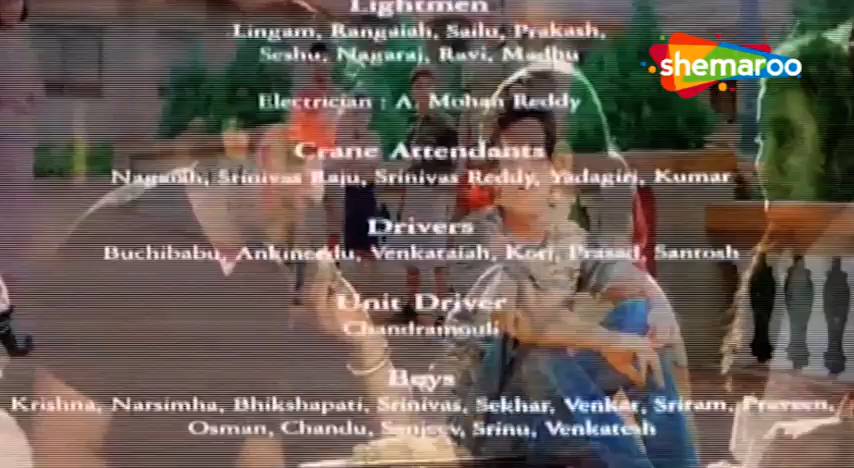 Lightmen
Lingam, Rangaiah, Sailu, Prakash,
Seshu, Nagaraj, Ravi, Madhu
shemaroo
Electrician : A. Mohan Reddy
Crane Attendants
Nagaiah, Srinivas Raju, Srinivas Reddy, Yadagiri, Kumar
Drivers
Buchibabu, Ankineedu, Venkataiah, Koti, Prasad, Santosh
Unit Driver
Chandramouli
Boys
Krishna, Narsimha, Bhikshapati, Srinivas, Sekhar, Venkat, Sriram, Praveen,
Osman, Chandu, Sanjeev, Srinu, Venkatesh